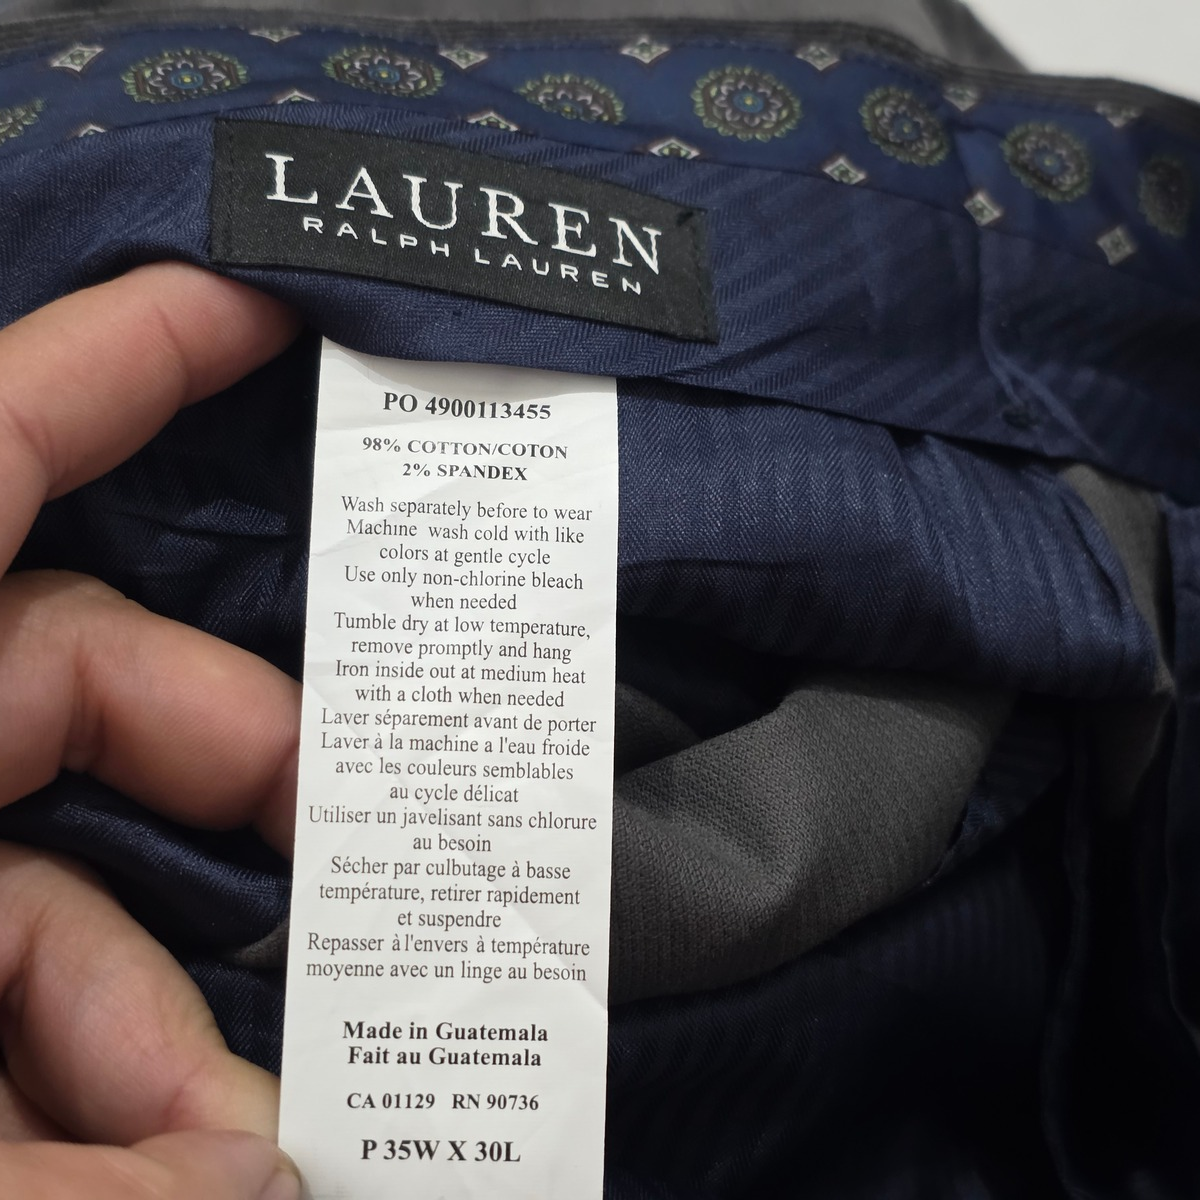 LAUREN
RALPH LAUREN
PO 4900113455
98% COTTON/COTON
2% SPANDEX
Wash separately before to wear
Machine wash cold with like
colors at gentle cycle
Use only non-chlorine bleach
when needed
Tumble dry at low temperature,
remove promptly and hang
Iron inside out at medium heat
with a cloth when needed
Laver séparement avant de porter
Laver à la machine a l'eau froide
avec les couleurs semblables
au cycle délicat
Utiliser un javelisant sans chlorure
au besoin
Sécher par culbutage à basse
température, retirer rapidement
et suspendre
Repasser à l'envers à température
moyenne avec un linge au besoin
Made in Guatemala
Fait au Guatemala
CA 01129 RN 90736
P 35W X 30L